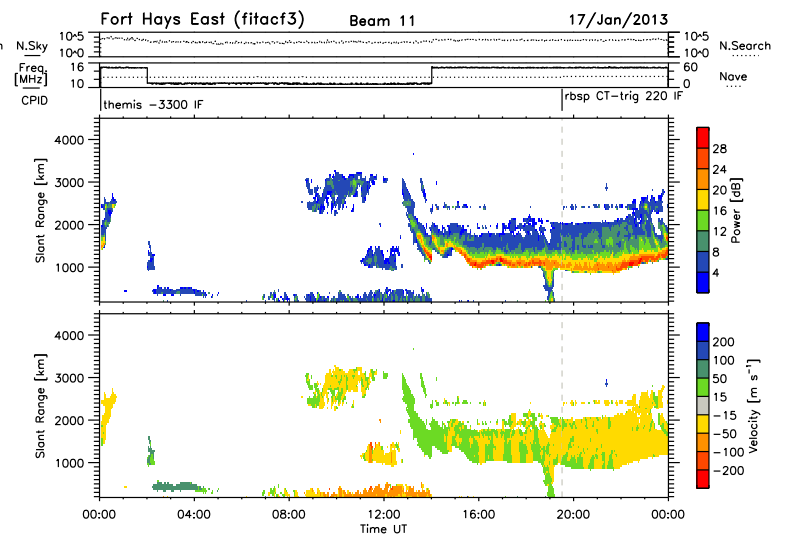 Fort Hays East (fitacf3) Beam 11 17/Jan/2013
N.Sky 10^5 10^0 10^5 10^0 N.Search
Freq. [MHz] 16 10 60 0 Nave
CPID themis -3300 IF rbsp CT-trig 220 IF
Slant Range [km]
4000
3000
2000
1000
Power [dB]
28
24
20
16
12
8
4
Slant Range [km]
4000
3000
2000
1000
Velocity [m s⁻¹]
200
100
50
15
-15
-50
-100
-200
00:00 04:00 08:00 12:00 16:00 20:00 00:00
Time UT